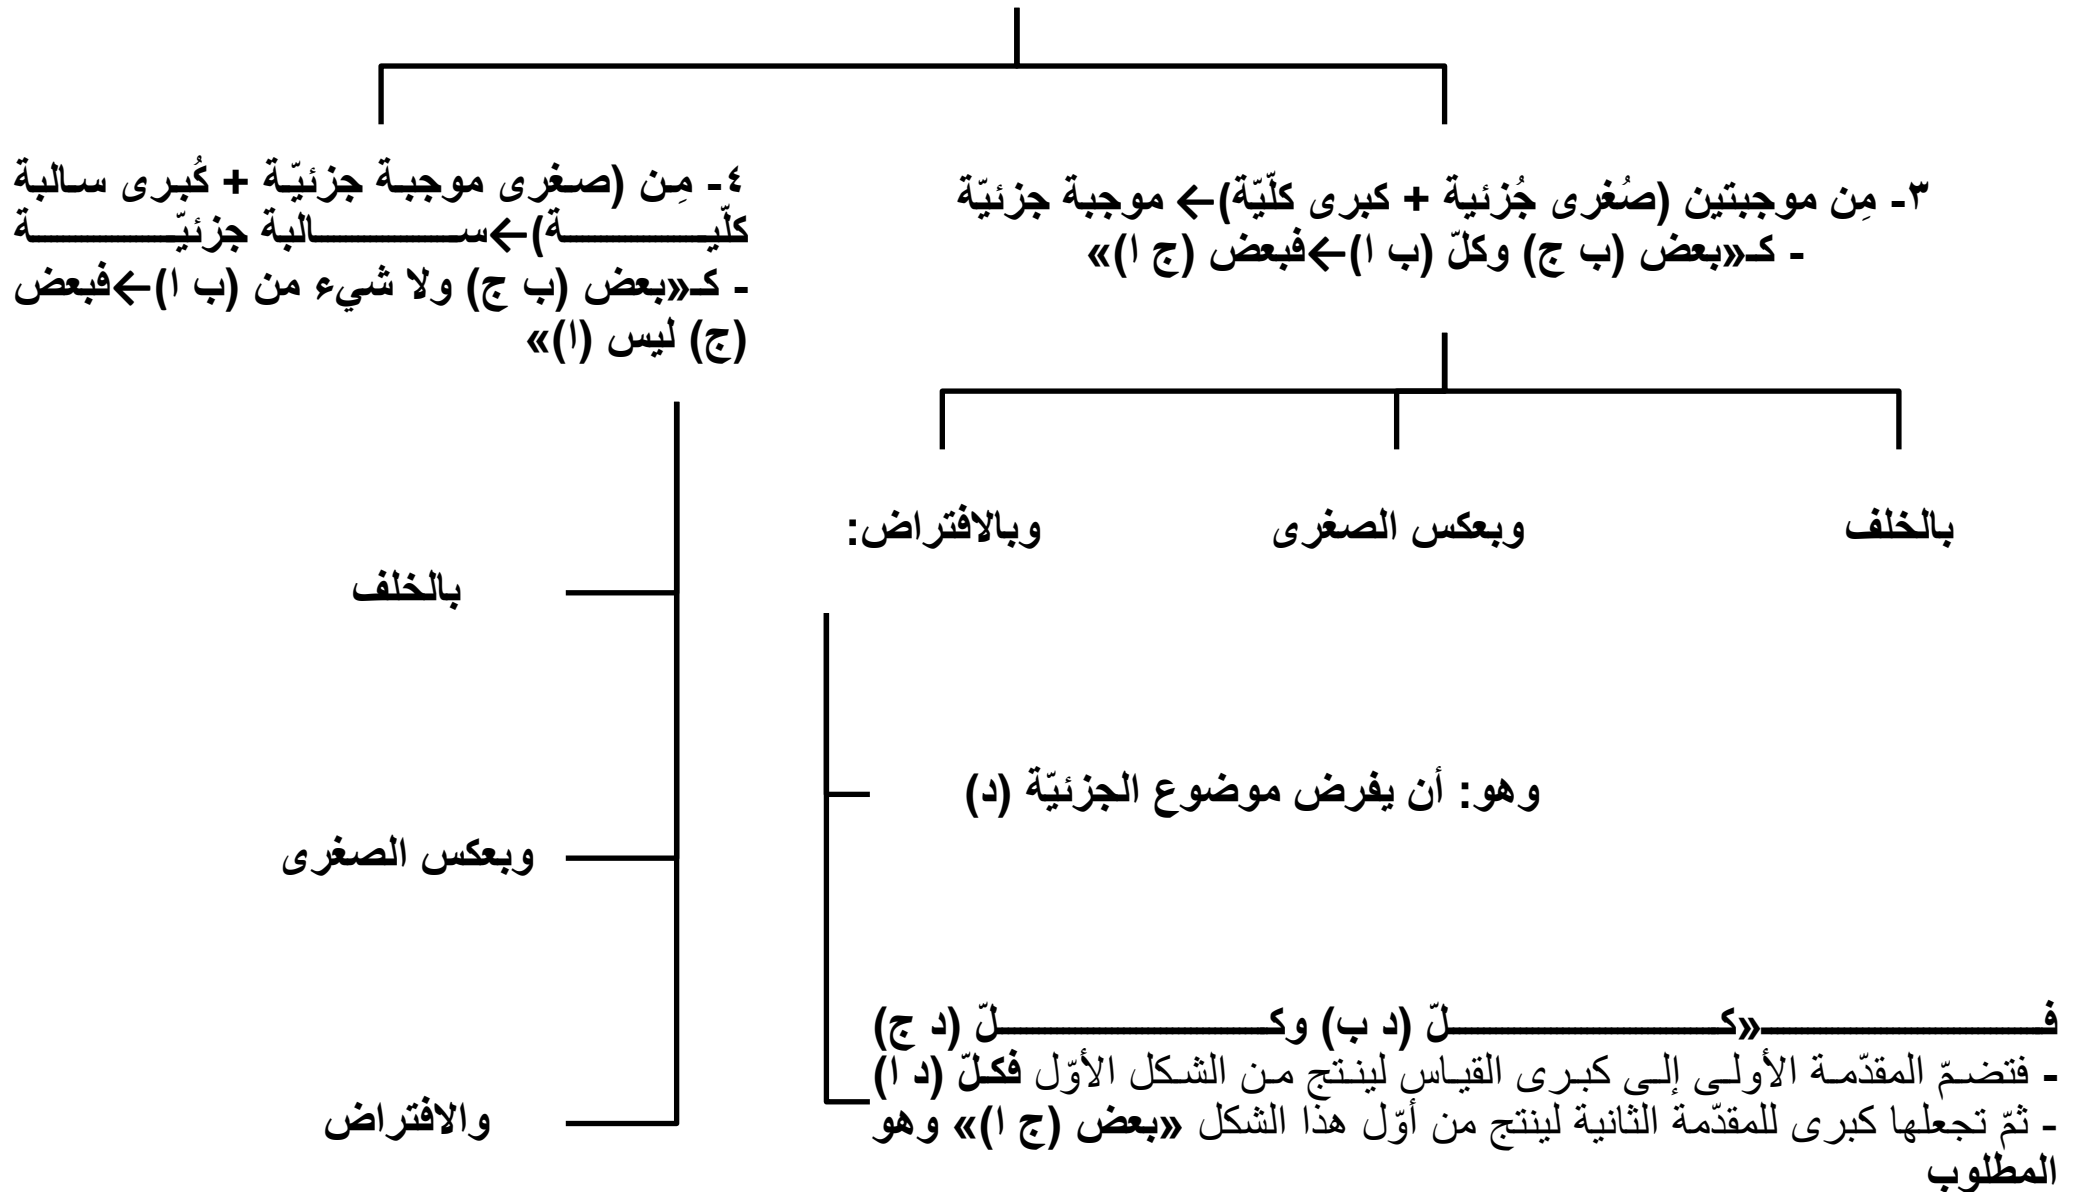 ٣- مِن موجبتين (صُغرى جُزئية + كبرى كلّيّة)← موجبة جزئيّة
- كـ«بعض (ب ج) وكلّ (ب ا)←فبعض (ج ا)»
بالخلف
وبعكس الصغرى
وبالافتراض:
وهو: أن يفرض موضوع الجزئيّة (د)
فـ«كـلّ (د ب) وكـلّ (د ج)
- فتضمّ المقدّمة الأولى إلى كبرى القياس لينتج من الشكل الأوّل فكلّ (د ا)
- ثمّ تجعلها كبرى للمقدّمة الثانية لينتج من أوّل هذا الشكل «بعض (ج ا)» وهو
المطلوب
٤- مِن (صغرى موجبة جزئيّة + كُبرى سالبة
كلّية)←سالبة جزئيّة
- كـ«بعض (ب ج) ولا شيء من (ب ا)←فبعض
(ج) ليس (ا)»
بالخلف
وبعكس الصغرى
والافتراض